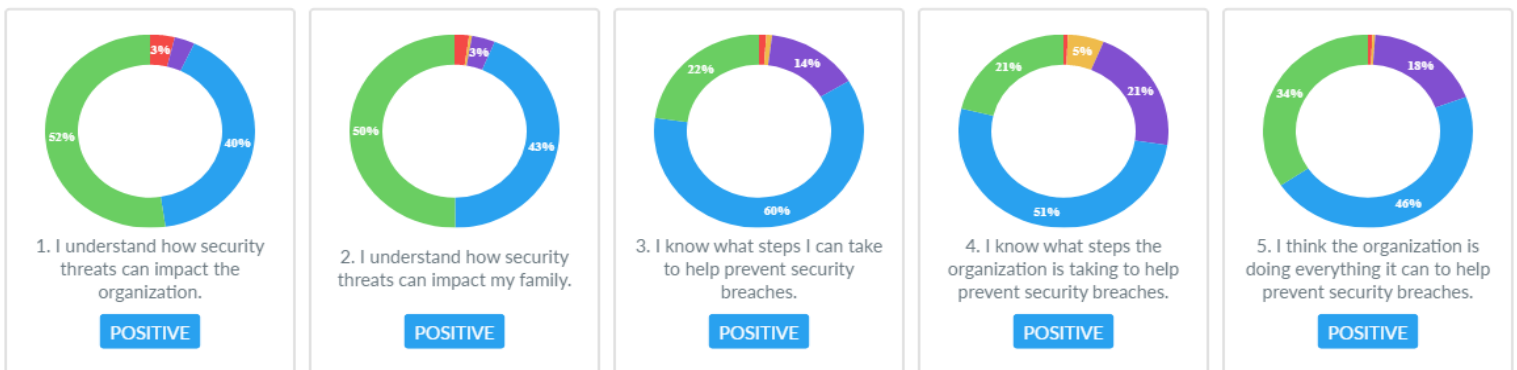 3%
52%
40%
1. I understand how security
threats can impact the
organization.
POSITIVE
3%
50%
43%
2. I understand how security
threats can impact my family.
POSITIVE
22%
14%
60%
3. I know what steps I can take
to help prevent security
breaches.
POSITIVE
5%
21%
21%
51%
4. I know what steps the
organization is taking to help
prevent security breaches.
POSITIVE
18%
34%
46%
5. I think the organization is
doing everything it can to help
prevent security breaches.
POSITIVE